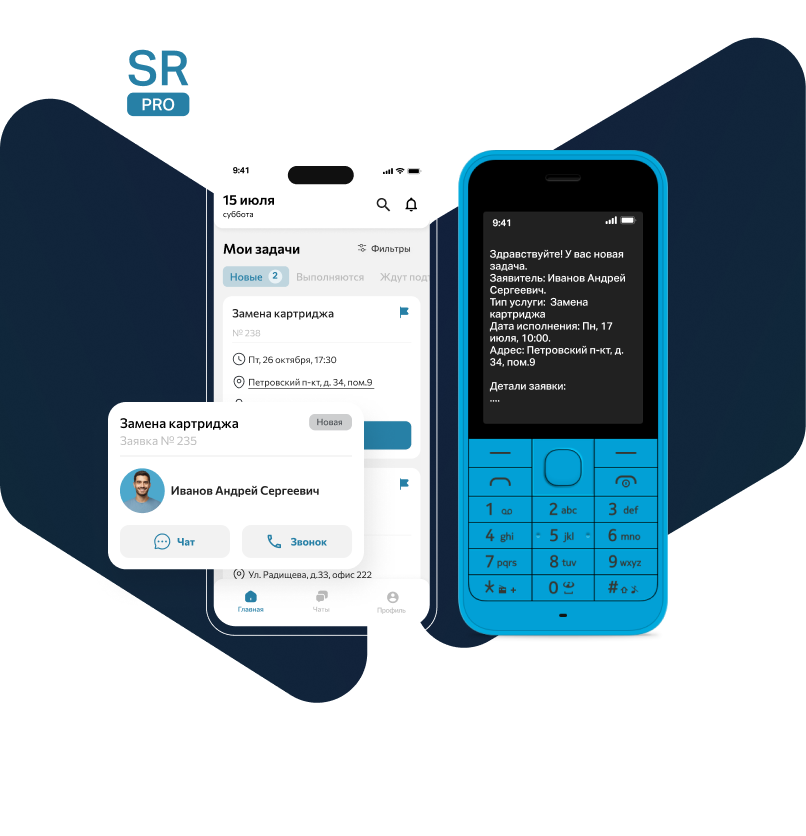 SR
PRO
9:41
15 июля
суббота
Мои задачи
Фильтры
Новые 2 Выполняются Ждут под
Замена картриджа
№ 238
Пт, 26 октября, 17:30
Петровский п-кт, д. 34, пом.9
Замена картриджа
Новая
Заявка № 235
Иванов Андрей Сергеевич
Чат
Звонок
Ул. Радищева, д.33, офис 222
Главная
Чаты
Профиль
9:41
Здравствуйте! У вас новая
задача.
Заявитель: Иванов Андрей
Сергеевич.
Тип услуги: Замена
картриджа
Дата исполнения: Пн, 17
июля, 10:00.
Адрес: Петровский п-кт, д.
34, пом.9
Детали заявки:
....
1 2 abc 3 def
4 ghi 5 jkl 6 mno
7 pqrs 8 tuv 9 wxyz
* + 0 #